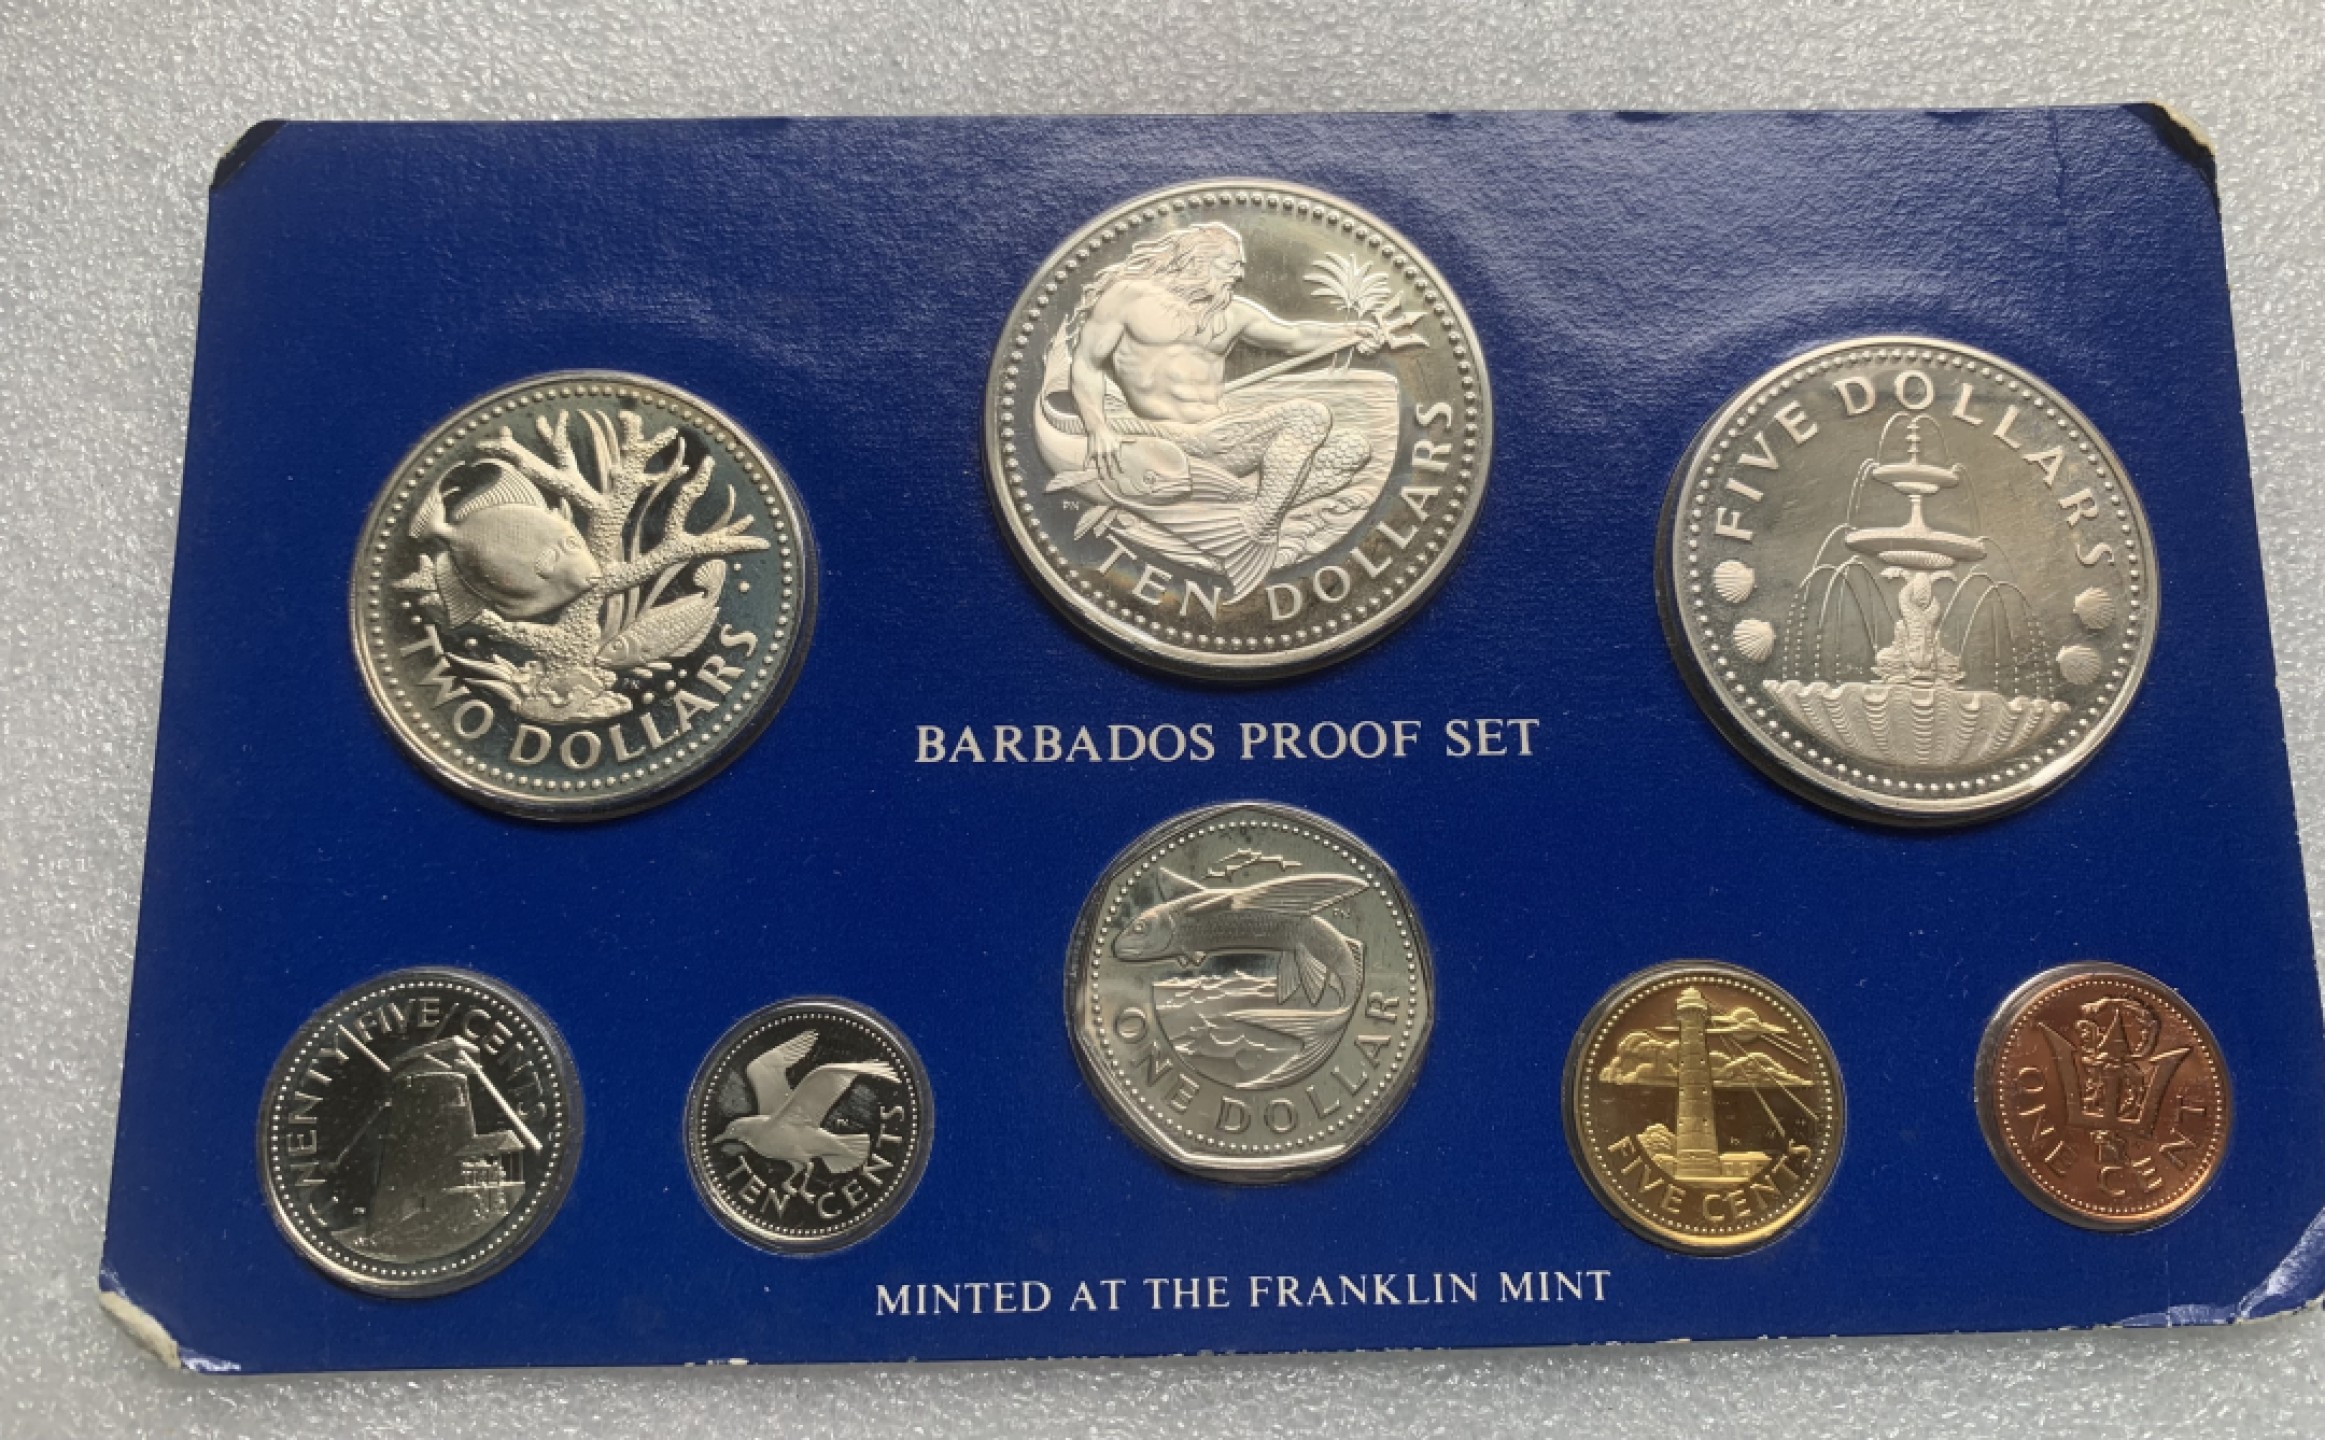 TEN DOLLARS
FIVE DOLLARS
TWO DOLLARS
BARBADOS PROOF SET
ONE DOLLAR
TWENTY FIVE CENTS
TEN CENTS
FIVE CENTS
ONE CENT
MINTED AT THE FRANKLIN MINT